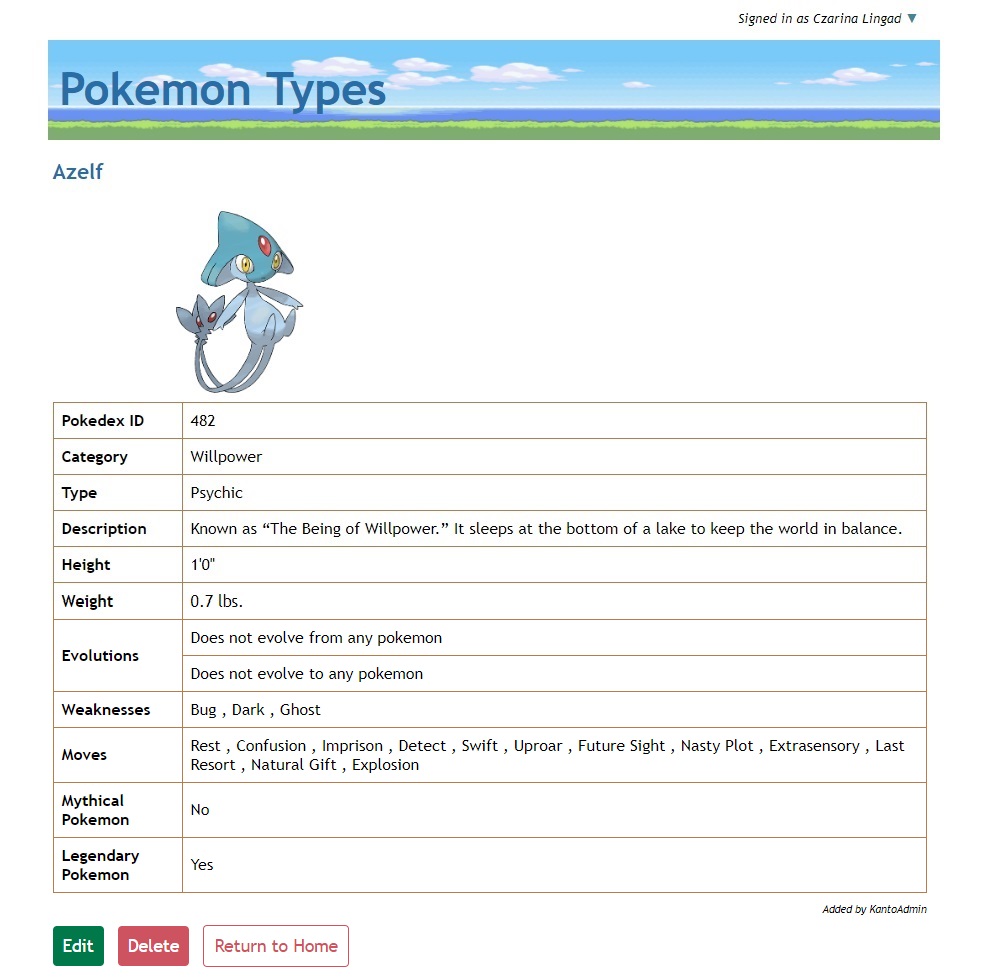 Signed in as Czarina Lingad ▼
Pokemon Types
Azelf
Pokedex ID 482
Category Willpower
Type Psychic
Description Known as “The Being of Willpower.” It sleeps at the bottom of a lake to keep the world in balance.
Height 1'0"
Weight 0.7 lbs.
Evolutions
Does not evolve from any pokemon
Does not evolve to any pokemon
Weaknesses Bug , Dark , Ghost
Moves
Rest , Confusion , Imprison , Detect , Swift , Uproar , Future Sight , Nasty Plot , Extrasensory , Last
Resort , Natural Gift , Explosion
Mythical
Pokemon
No
Legendary
Pokemon
Yes
Added by KantoAdmin
Edit Delete Return to Home